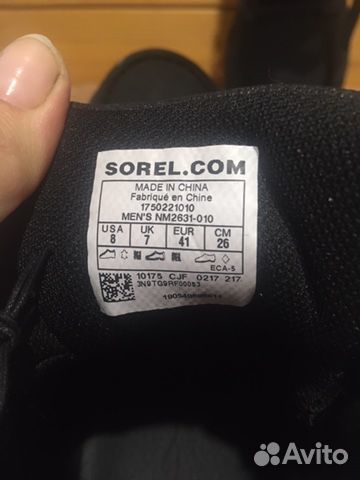 SOREL.COM
MADE IN CHINA
Fabriqué en Chine
1750221010
MEN'S NM2631-010
USA UK EUR CM
8 7 41 26
ECA-5
10175 CJF 0217 217
Avito